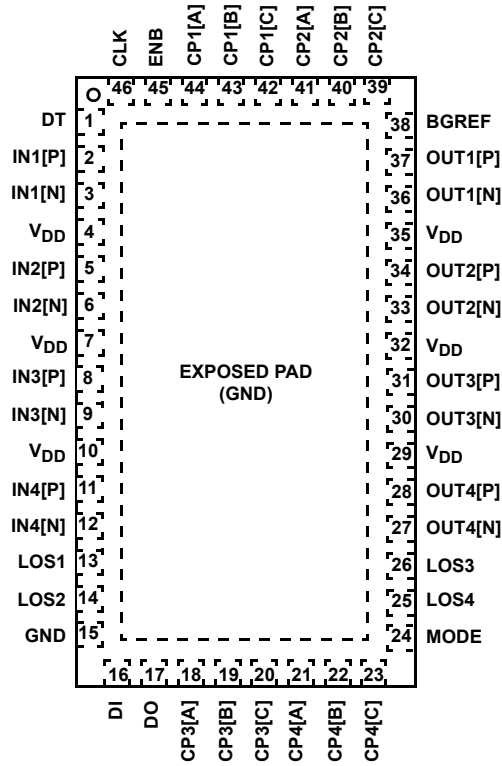 CLK ENB CP1[A] CP1[B] CP1[C] CP2[A] CP2[B] CP2[C]
46 45 44 43 42 41 40 39
DT 1 38 BGREF
IN1[P] 2 37 OUT1[P]
IN1[N] 3 36 OUT1[N]
VDD 4 35 VDD
IN2[P] 5 34 OUT2[P]
IN2[N] 6 33 OUT2[N]
VDD 7 32 VDD
IN3[P] 8 31 OUT3[P]
EXPOSED PAD
(GND)
IN3[N] 9 30 OUT3[N]
VDD 10 29 VDD
IN4[P] 11 28 OUT4[P]
IN4[N] 12 27 OUT4[N]
LOS1 13 26 LOS3
LOS2 14 25 LOS4
GND 15 24 MODE
16 17 18 19 20 21 22 23
DI DO CP3[A] CP3[B] CP3[C] CP4[A] CP4[B] CP4[C]